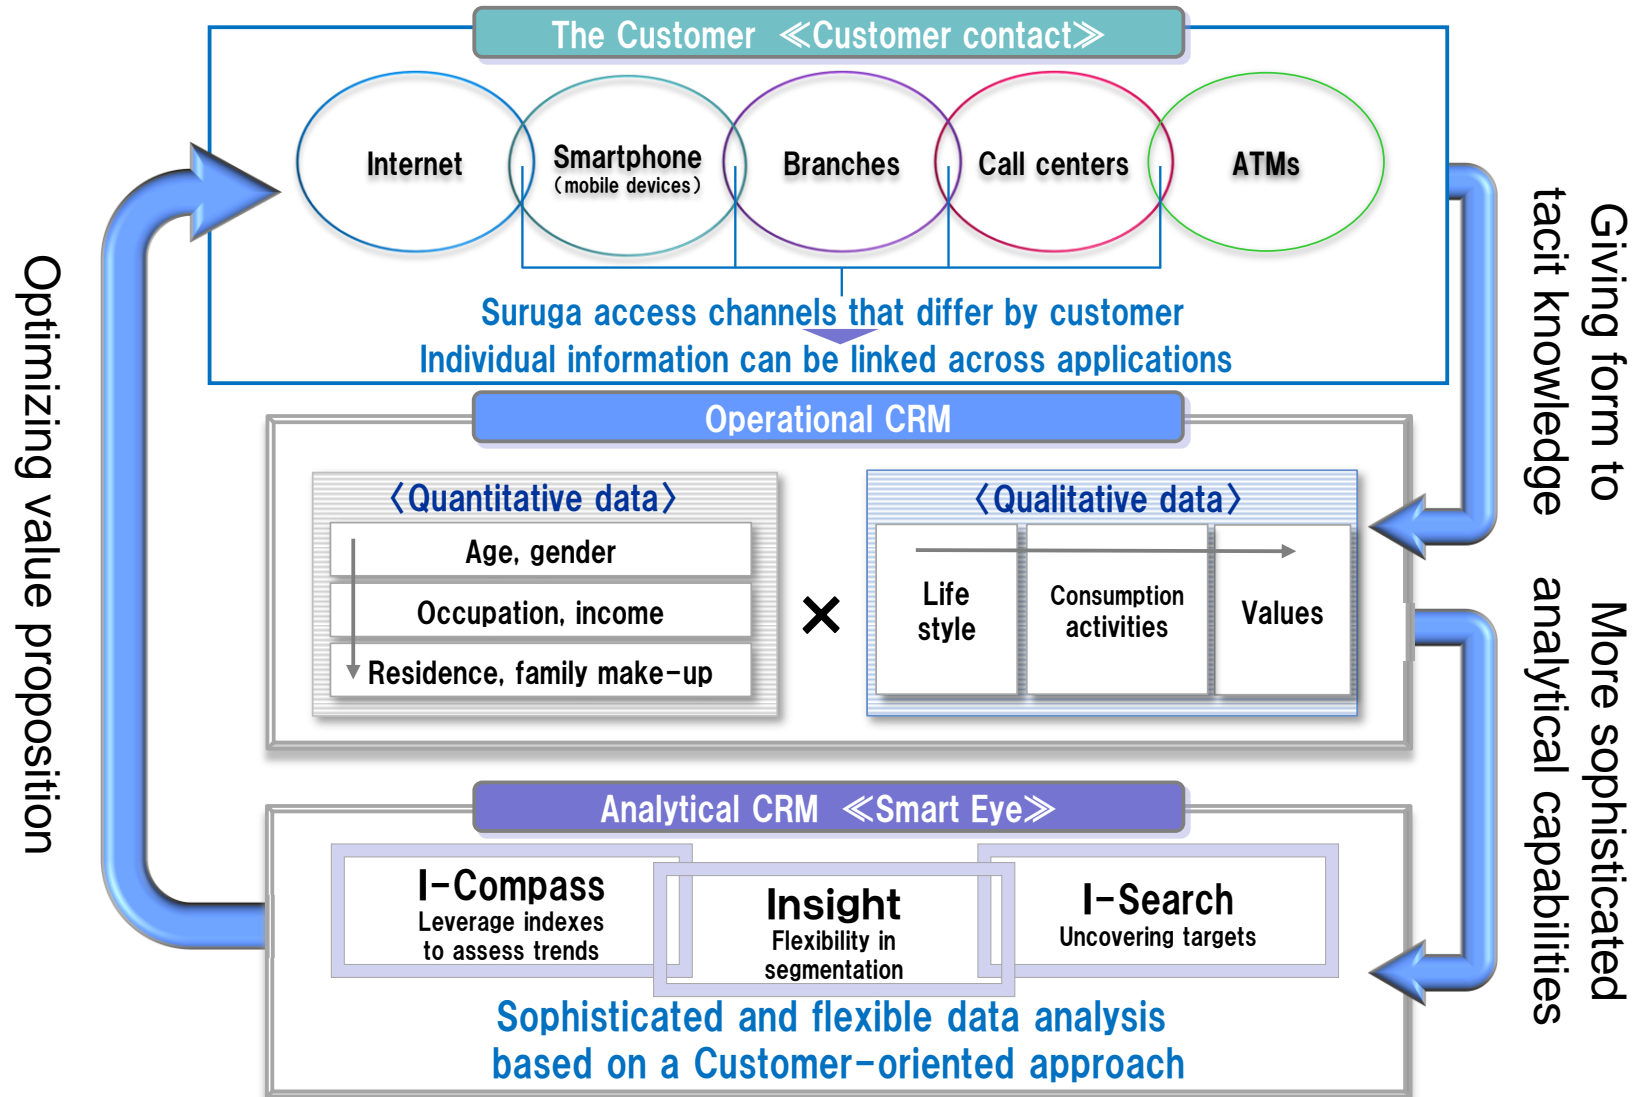 The Customer ≪Customer contact≫
Internet
Smartphone
(mobile devices)
Branches
Call centers
ATMs
Suruga access channels that differ by customer
Individual information can be linked across applications
Operational CRM
〈Quantitative data〉
Age, gender
Occupation, income
Residence, family make-up
×
〈Qualitative data〉
Life
style
Consumption
activities
Values
Analytical CRM ≪Smart Eye≫
I-Compass
Leverage indexes
to assess trends
Insight
Flexibility in
segmentation
I-Search
Uncovering targets
Sophisticated and flexible data analysis
based on a Customer-oriented approach
Optimizing value proposition
Giving form to
tacit knowledge
More sophisticated
analytical capabilities